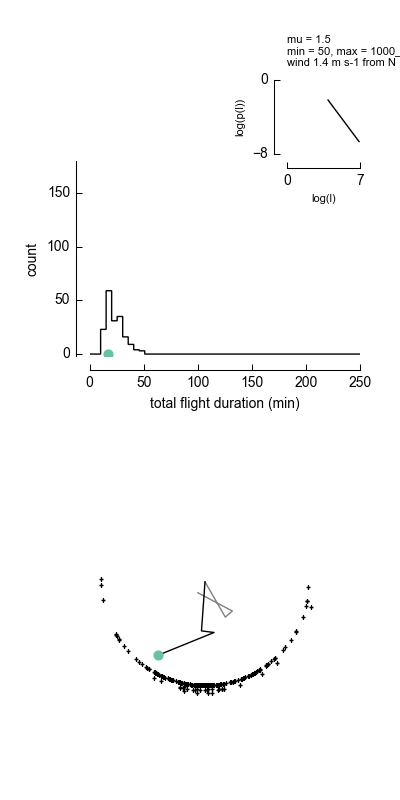 mu = 1.5
min = 50, max = 1000_
wind 1.4 m s-1 from N
0
log(p(l))
−8
0
7
log(l)
150
100
50
0
count
0
50
100
150
200
250
total flight duration (min)